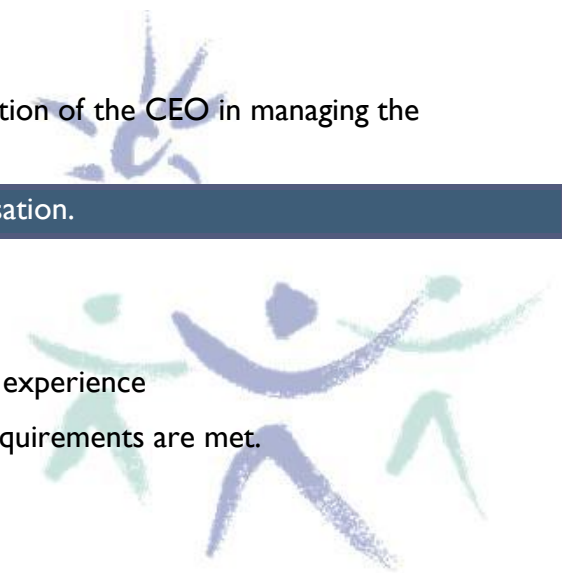 tion of the CEO in managing the
sation.
experience
quirements are met.